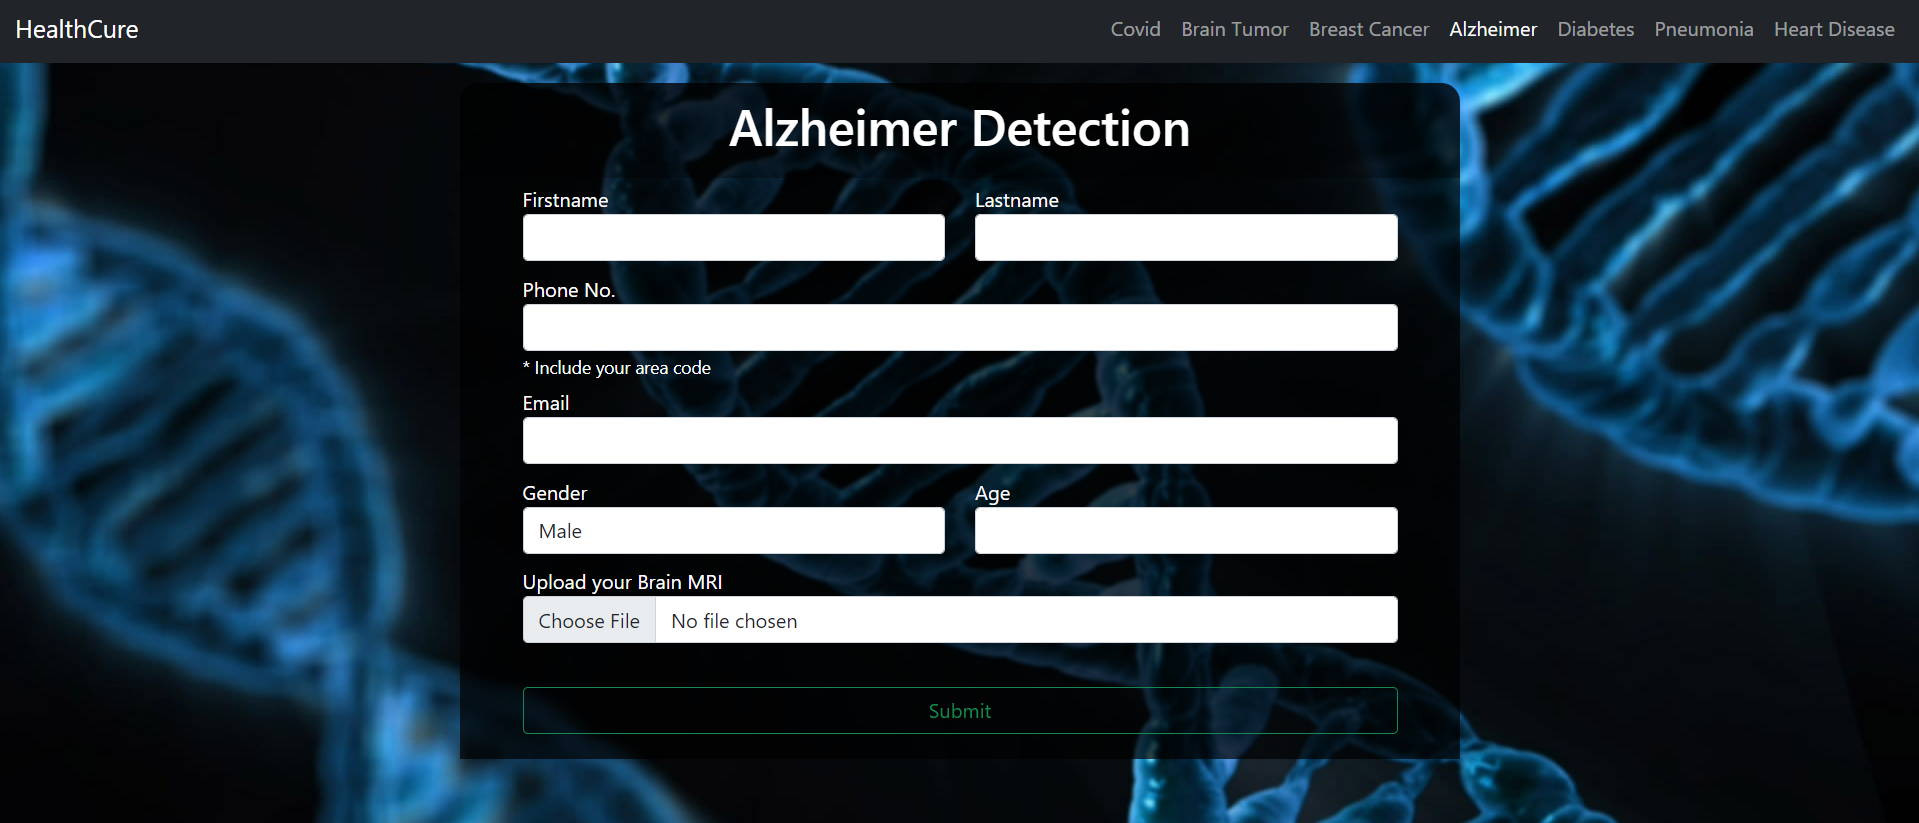 HealthCure Covid Brain Tumor Breast Cancer Alzheimer Diabetes Pneumonia Heart Disease
Alzheimer Detection
Firstname Lastname
Phone No.
* Include your area code
Email
Gender Age
Male
Upload your Brain MRI
Choose File No file chosen
Submit